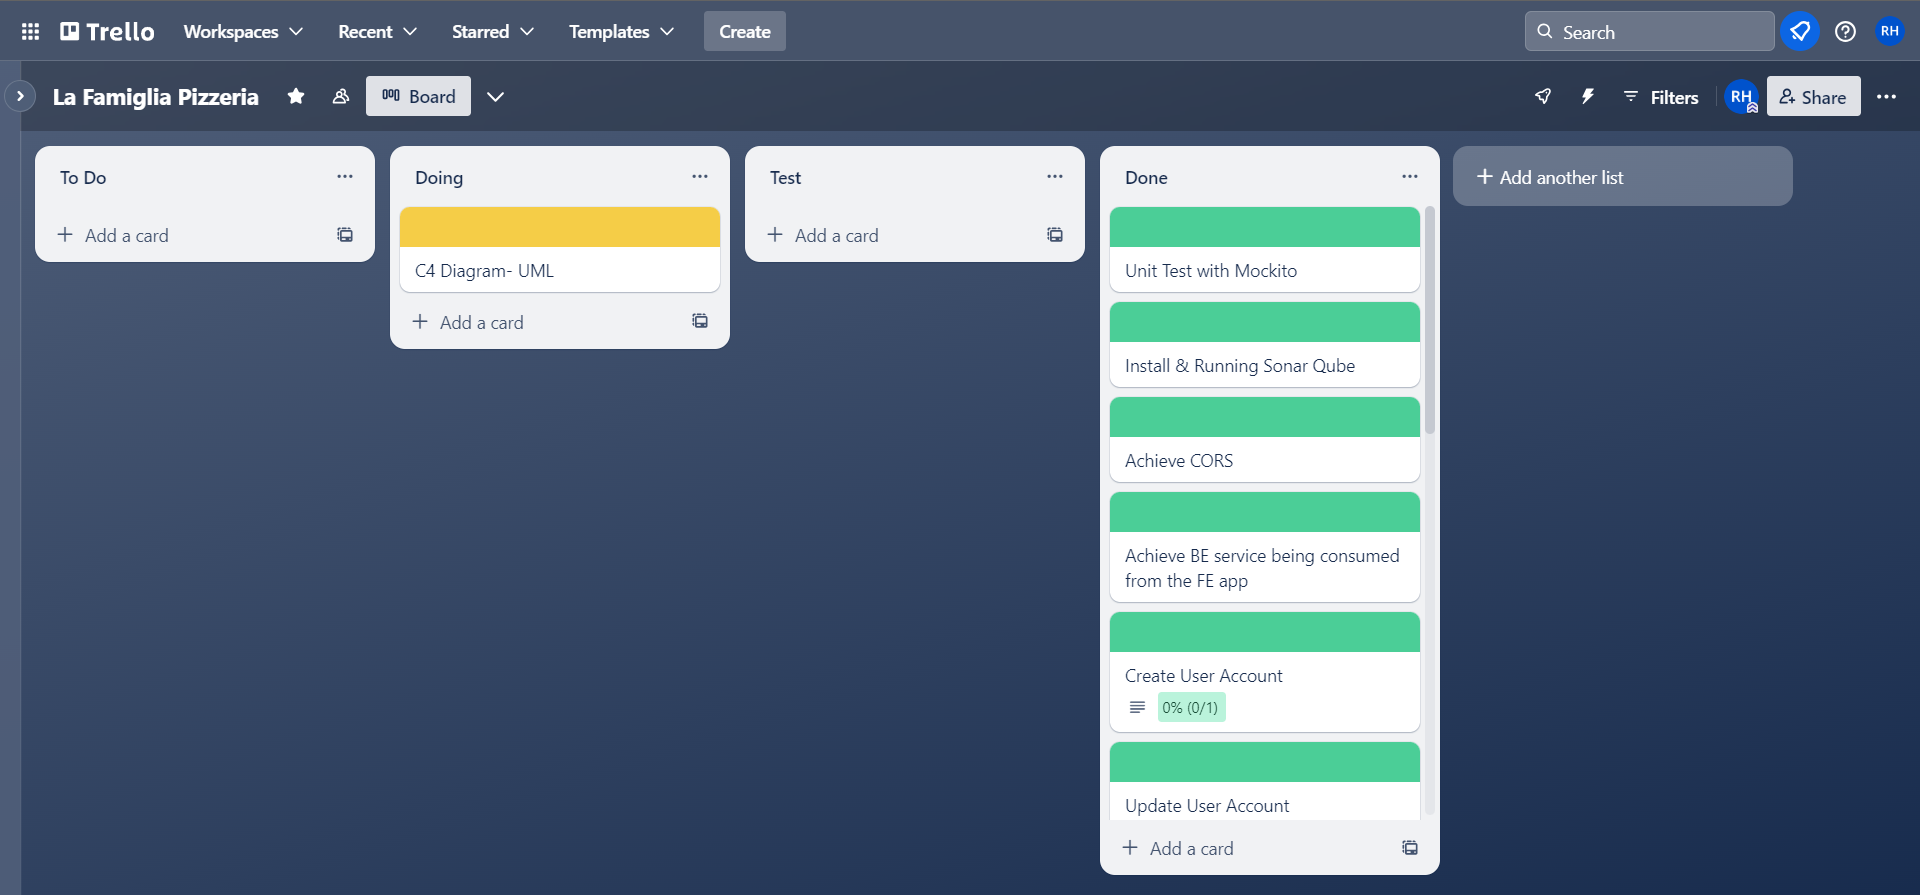 Trello
Workspaces
Recent
Starred
Templates
Create
Search
RH
La Famiglia Pizzeria
Board
Filters
RH
Share
To Do
Add a card
Doing
C4 Diagram- UML
Add a card
Test
Add a card
Done
Unit Test with Mockito
Install & Running Sonar Qube
Achieve CORS
Achieve BE service being consumed
from the FE app
Create User Account
0% (0/1)
Update User Account
Add a card
Add another list